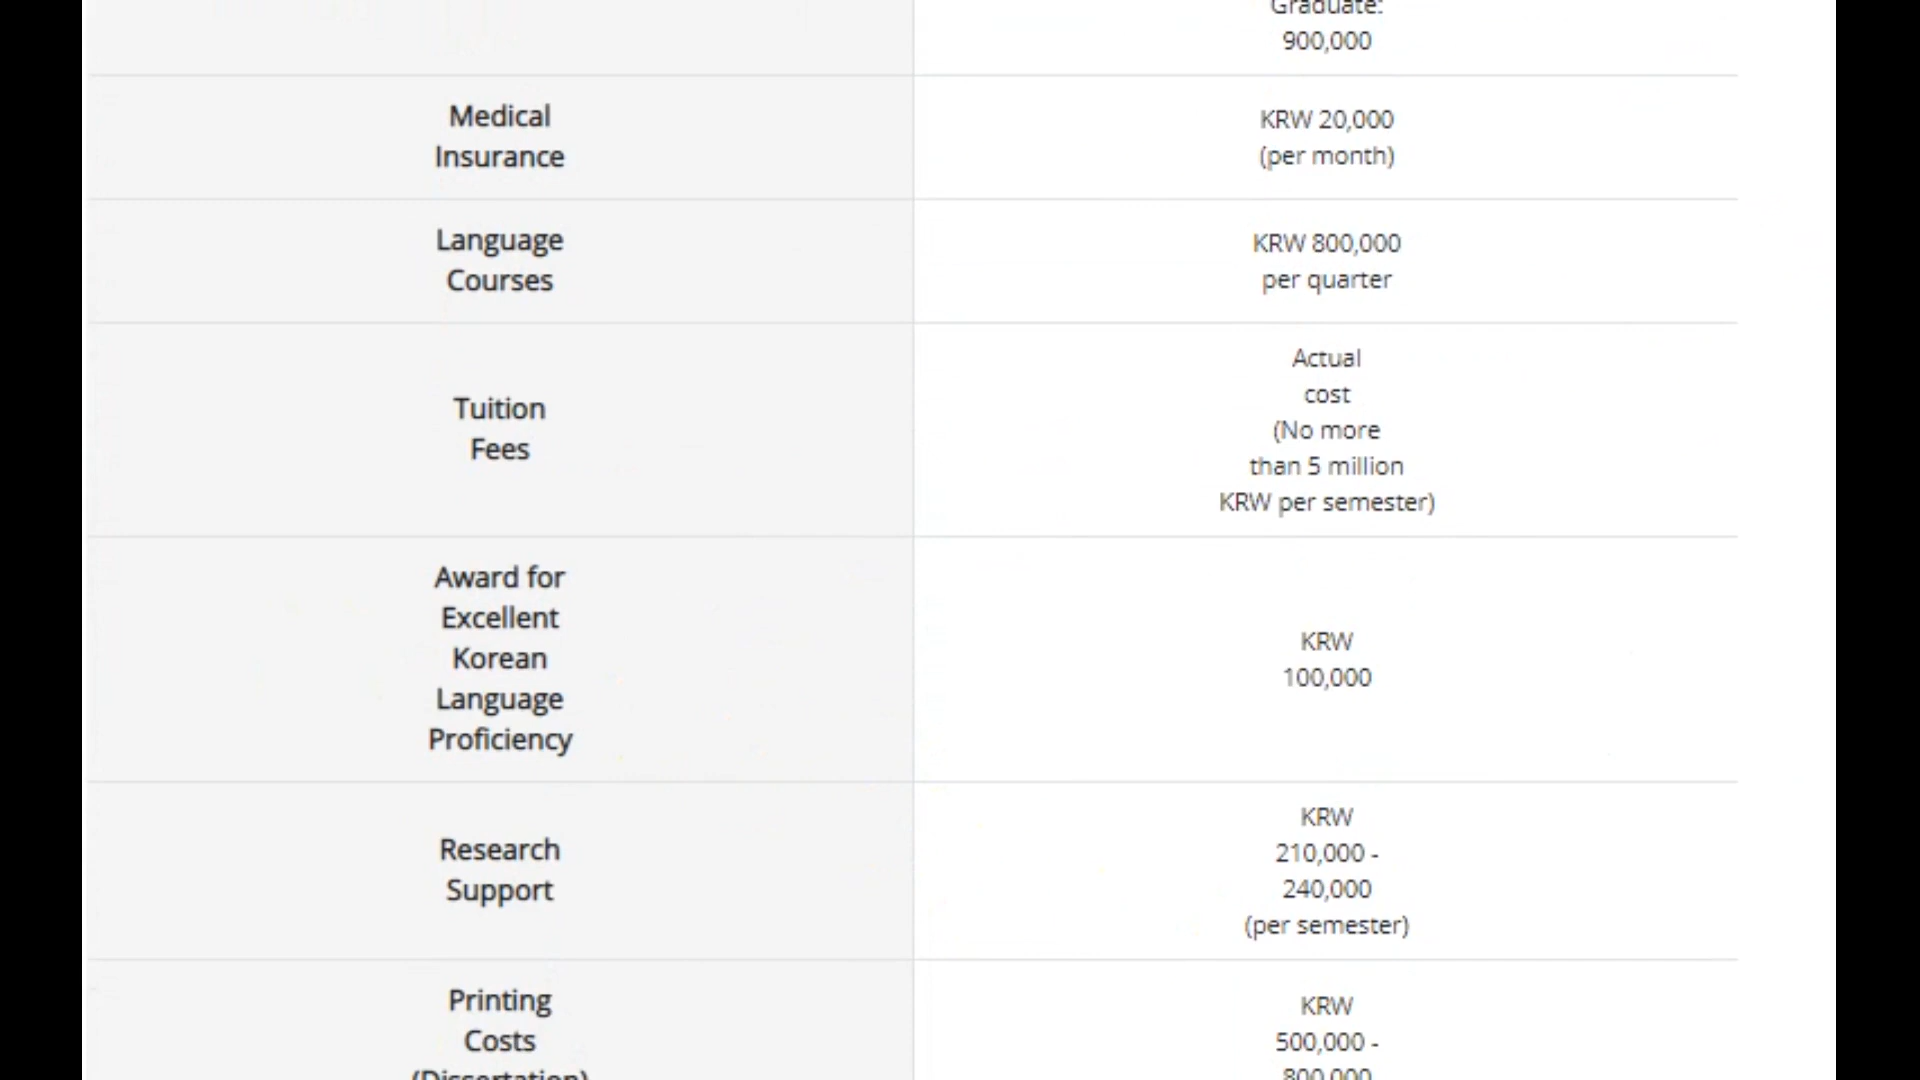 Graduate:
900,000
Medical
Insurance
KRW 20,000
(per month)
Language
Courses
KRW 800,000
per quarter
Tuition
Fees
Actual
cost
(No more
than 5 million
KRW per semester)
Award for
Excellent
Korean
Language
Proficiency
KRW
100,000
Research
Support
KRW
210,000 -
240,000
(per semester)
Printing
Costs
(Dissertation)
KRW
500,000 -
800,000